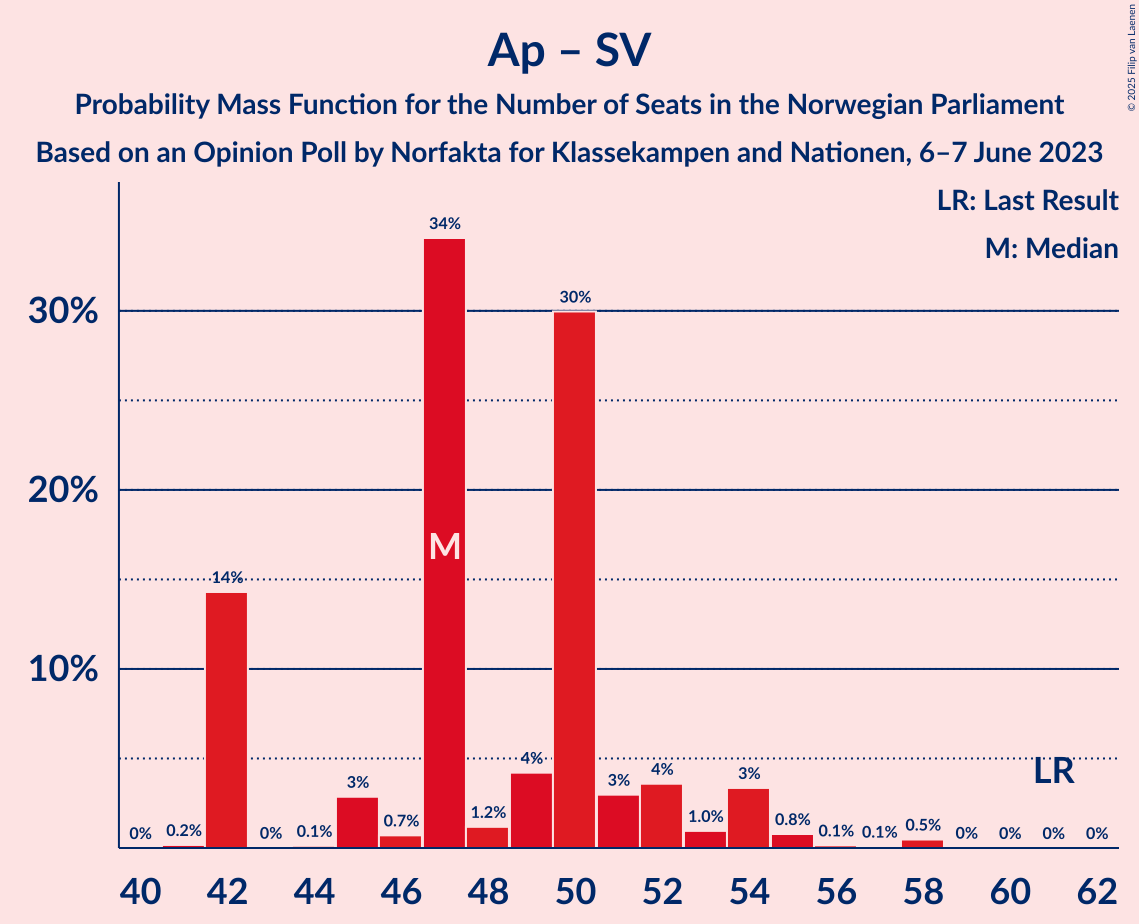 Ap – SV
Probability Mass Function for the Number of Seats in the Norwegian Parliament
Based on an Opinion Poll by Norfakta for Klassekampen and Nationen, 6–7 June 2023
© 2025 Filip van Laenen
LR: Last Result
M: Median
34%
30%
30%
20%
M
14%
10%
LR
0%
0.2%
0%
0.1%
3%
0.7%
1.2%
4%
3%
4%
1.0%
3%
0.8%
0.1%
0.1%
0.5%
0%
0%
0%
0%
40 42 44 46 48 50 52 54 56 58 60 62